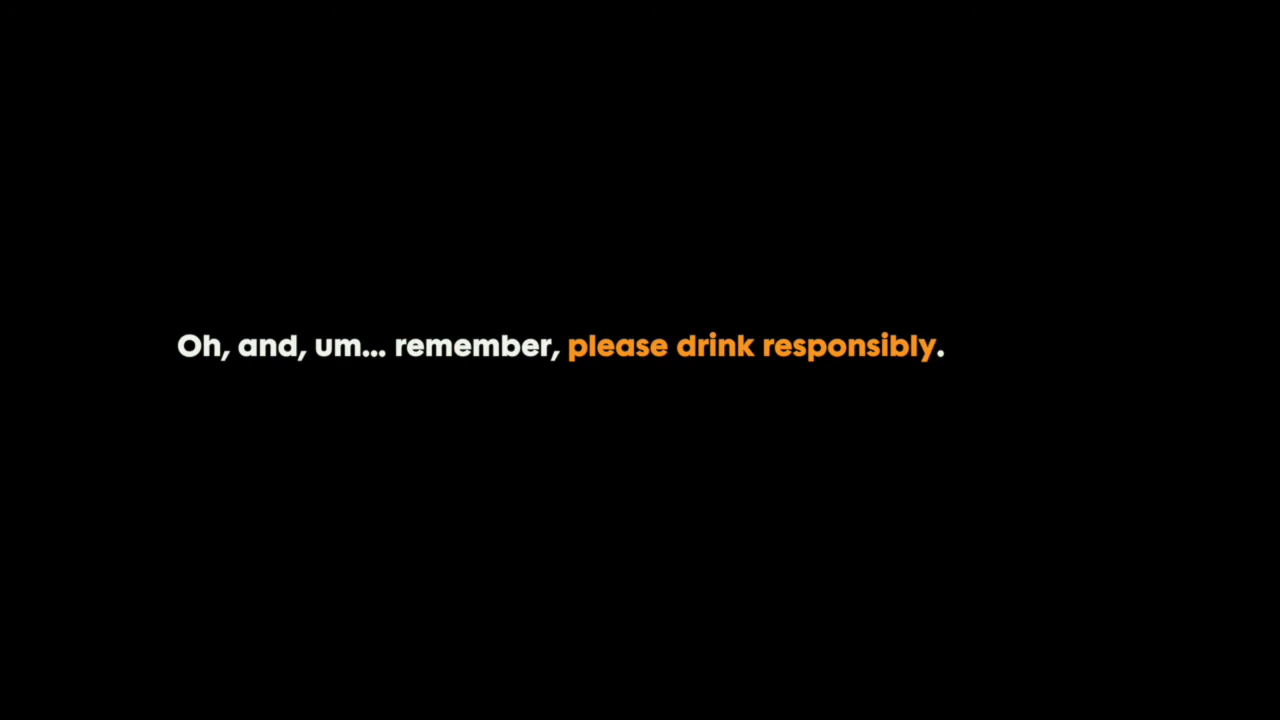 Oh, and, um... remember, please drink responsibly.